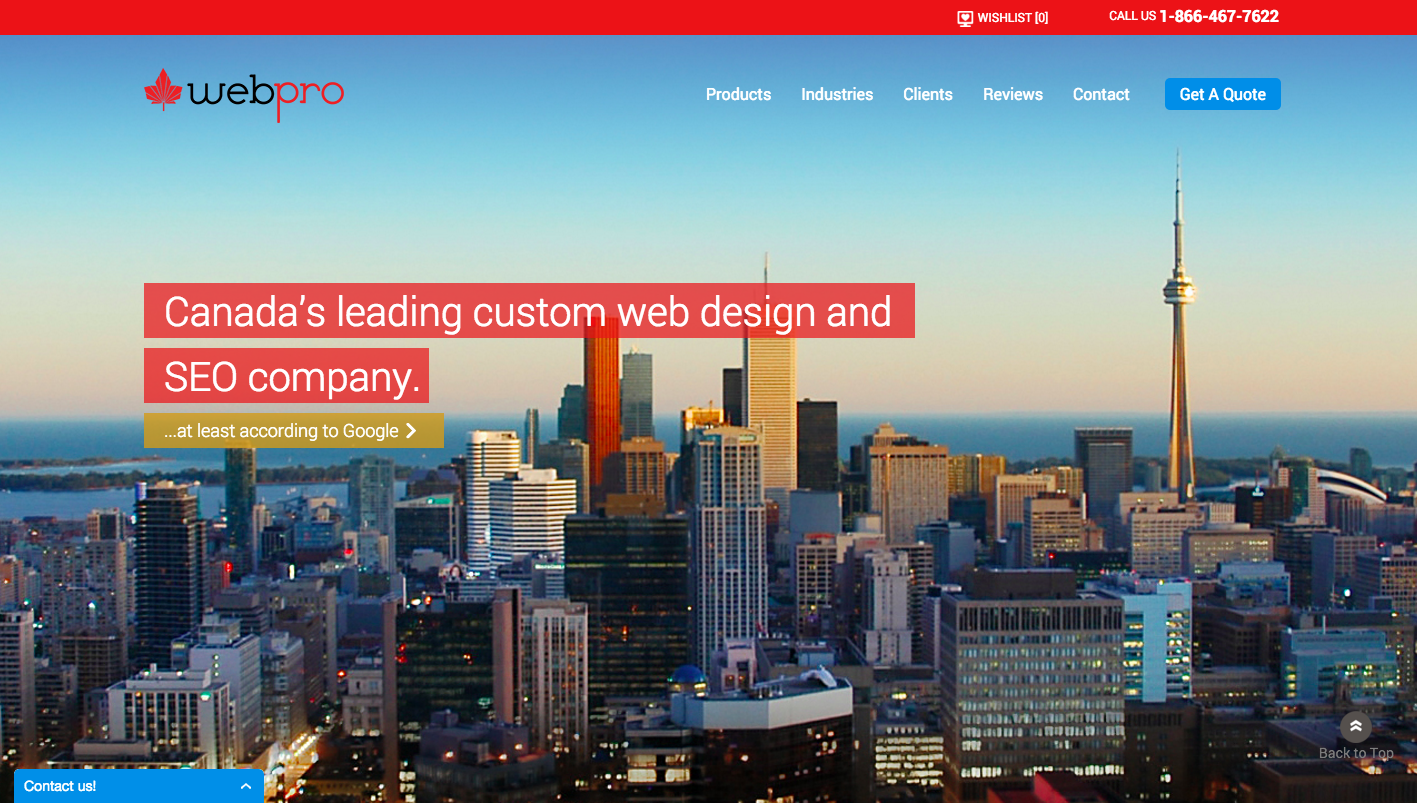 WISHLIST [0]
CALL US 1-866-467-7622
webpro
Products
Industries
Clients
Reviews
Contact
Get A Quote
Canada's leading custom web design and
SEO company.
...at least according to Google
Back to Top
Contact us!